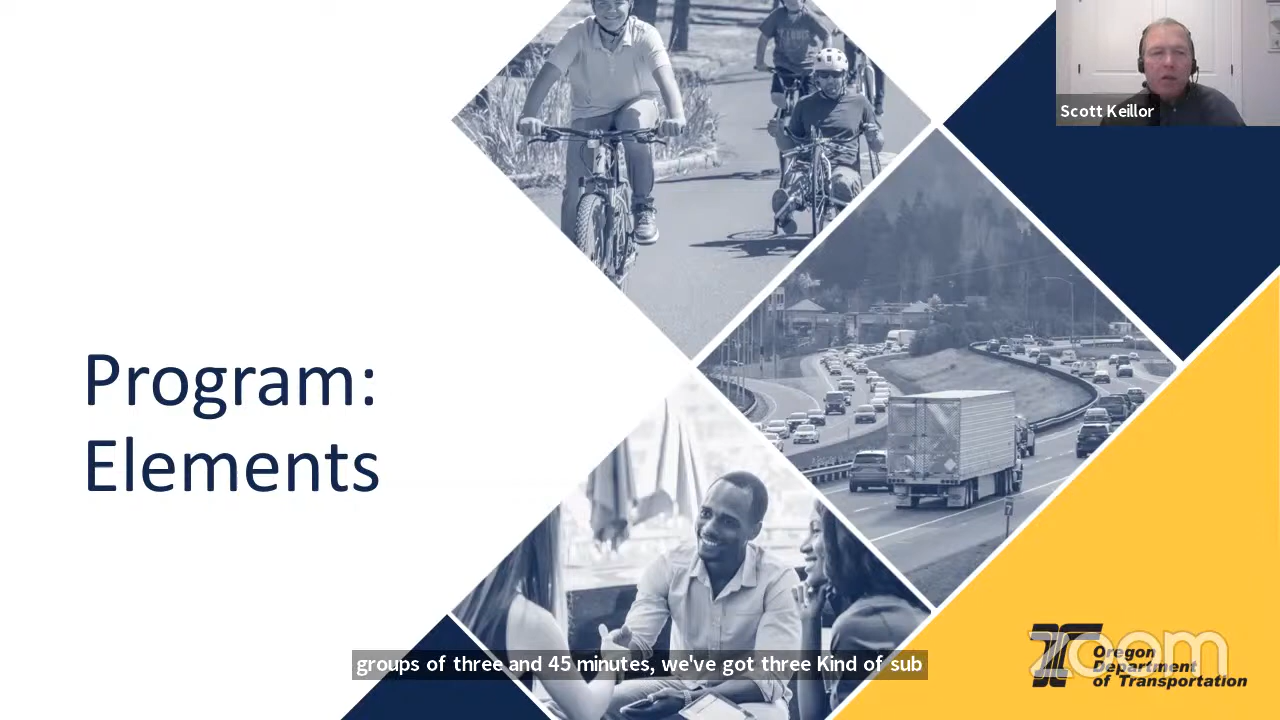 Scott Keillor
Program:
Elements
groups of three and 45 minutes, we've got three Kind of sub
zoom
Oregon
Department
of Transportation